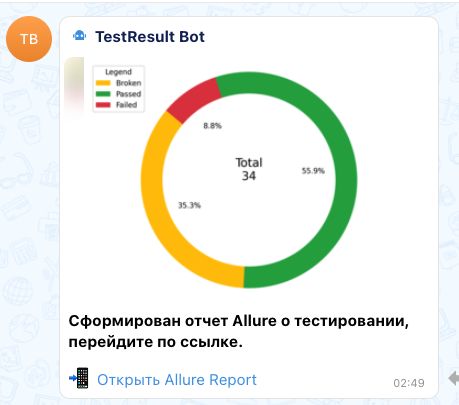 TB
TestResult Bot
Legend
Broken
Passed
Failed
8.8%
Total
34
55.9%
35.3%
Сформирован отчет Allure о тестировании,
перейдите по ссылке.
Открыть Allure Report
02:49